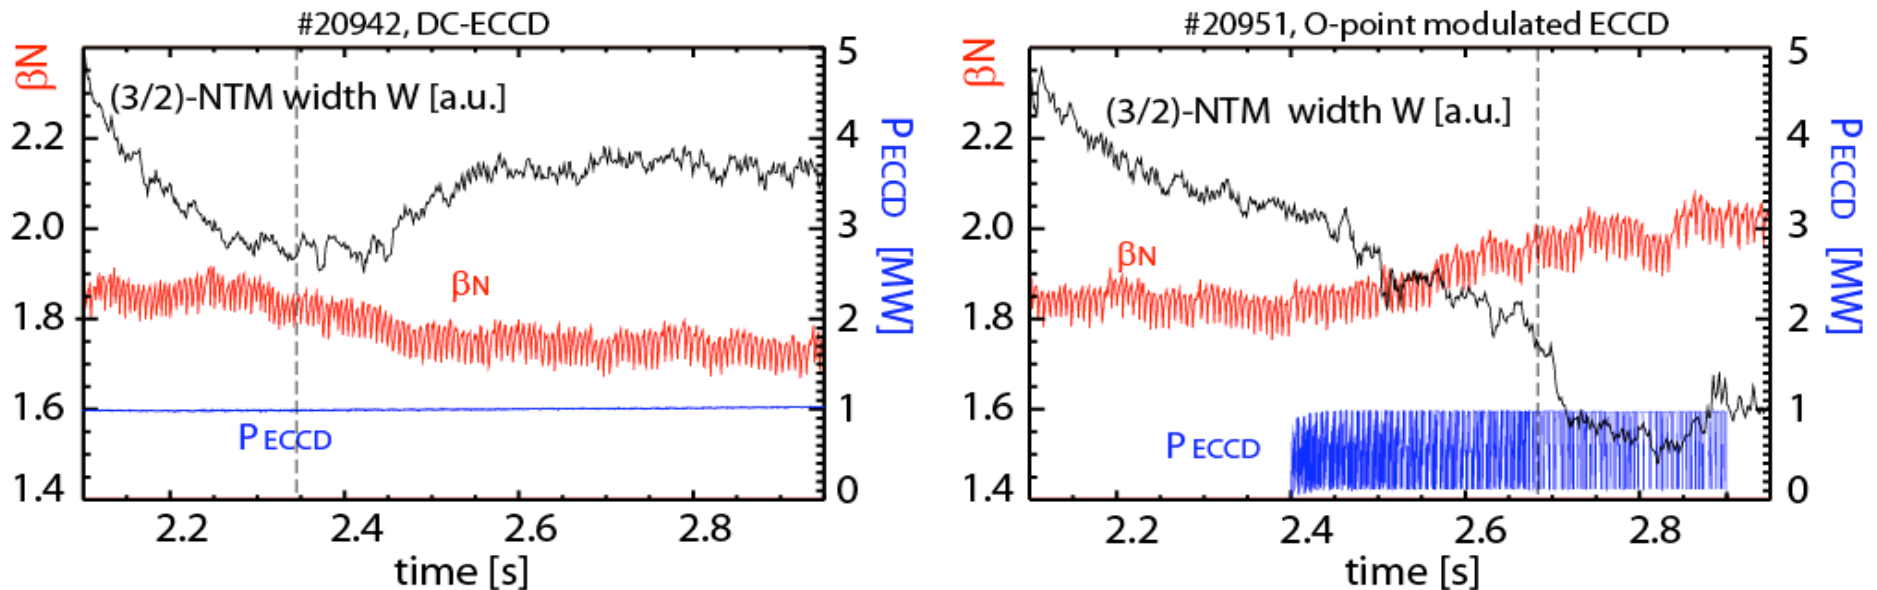 #20942, DC-ECCD
βN
(3/2)-NTM width W [a.u.]
βN
P ECCD
2.2
2.0
1.8
1.6
1.4
5
4
3
2
1
0
P ECCD [MW]
2.2 2.4 2.6 2.8
time [s]
#20951, O-point modulated ECCD
βN
(3/2)-NTM width W [a.u.]
βN
P ECCD
2.2
2.0
1.8
1.6
1.4
5
4
3
2
1
0
P ECCD [MW]
2.2 2.4 2.6 2.8
time [s]